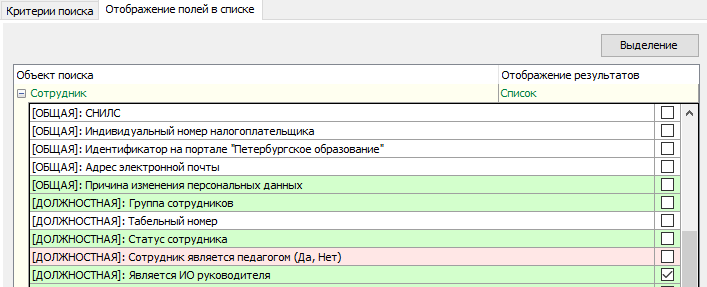 Критерии поиска
Отображение полей в списке
Выделение
Объект поиска
Отображение результатов
Сотрудник
Список
[ОБЩАЯ]: СНИЛС
[ОБЩАЯ]: Индивидуальный номер налогоплательщика
[ОБЩАЯ]: Идентификатор на портале "Петербургское образование"
[ОБЩАЯ]: Адрес электронной почты
[ОБЩАЯ]: Причина изменения персональных данных
[ДОЛЖНОСТНАЯ]: Группа сотрудников
[ДОЛЖНОСТНАЯ]: Табельный номер
[ДОЛЖНОСТНАЯ]: Статус сотрудника
[ДОЛЖНОСТНАЯ]: Сотрудник является педагогом (Да, Нет)
[ДОЛЖНОСТНАЯ]: Является ИО руководителя